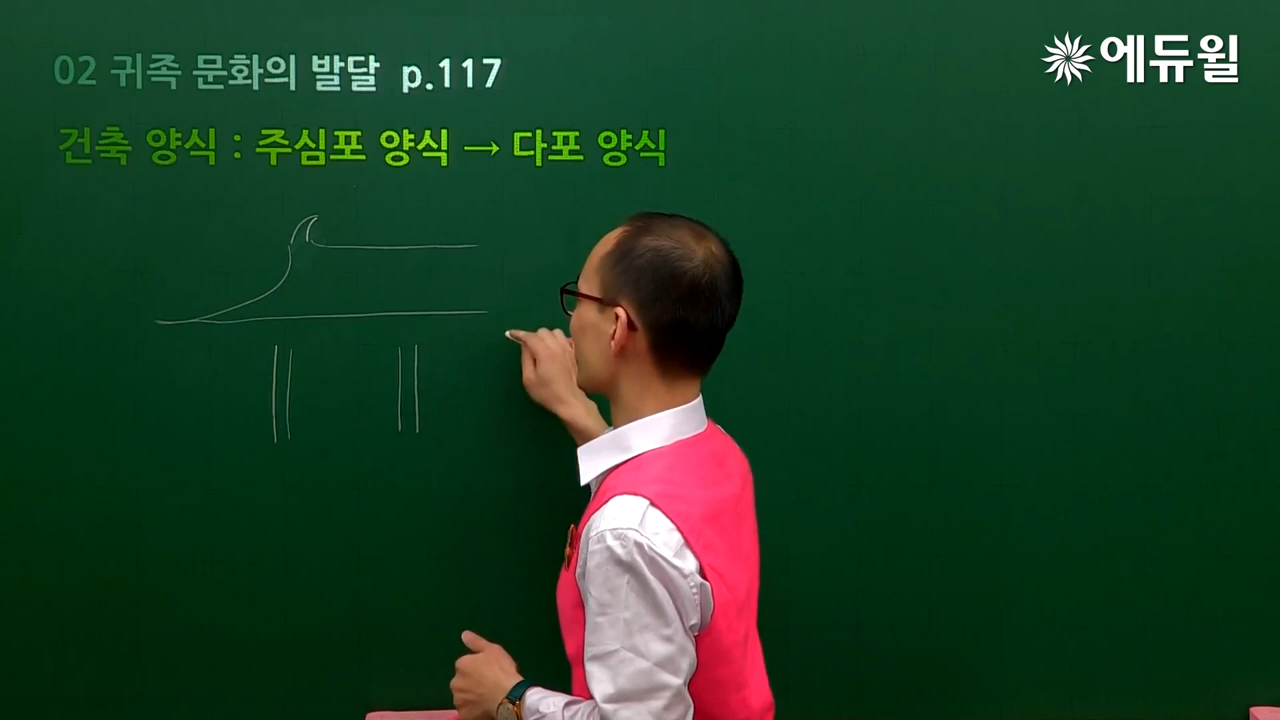 02 귀족 문화의 발달 p.117
에듀윌
건축 양식 : 주심포 양식 → 다포 양식